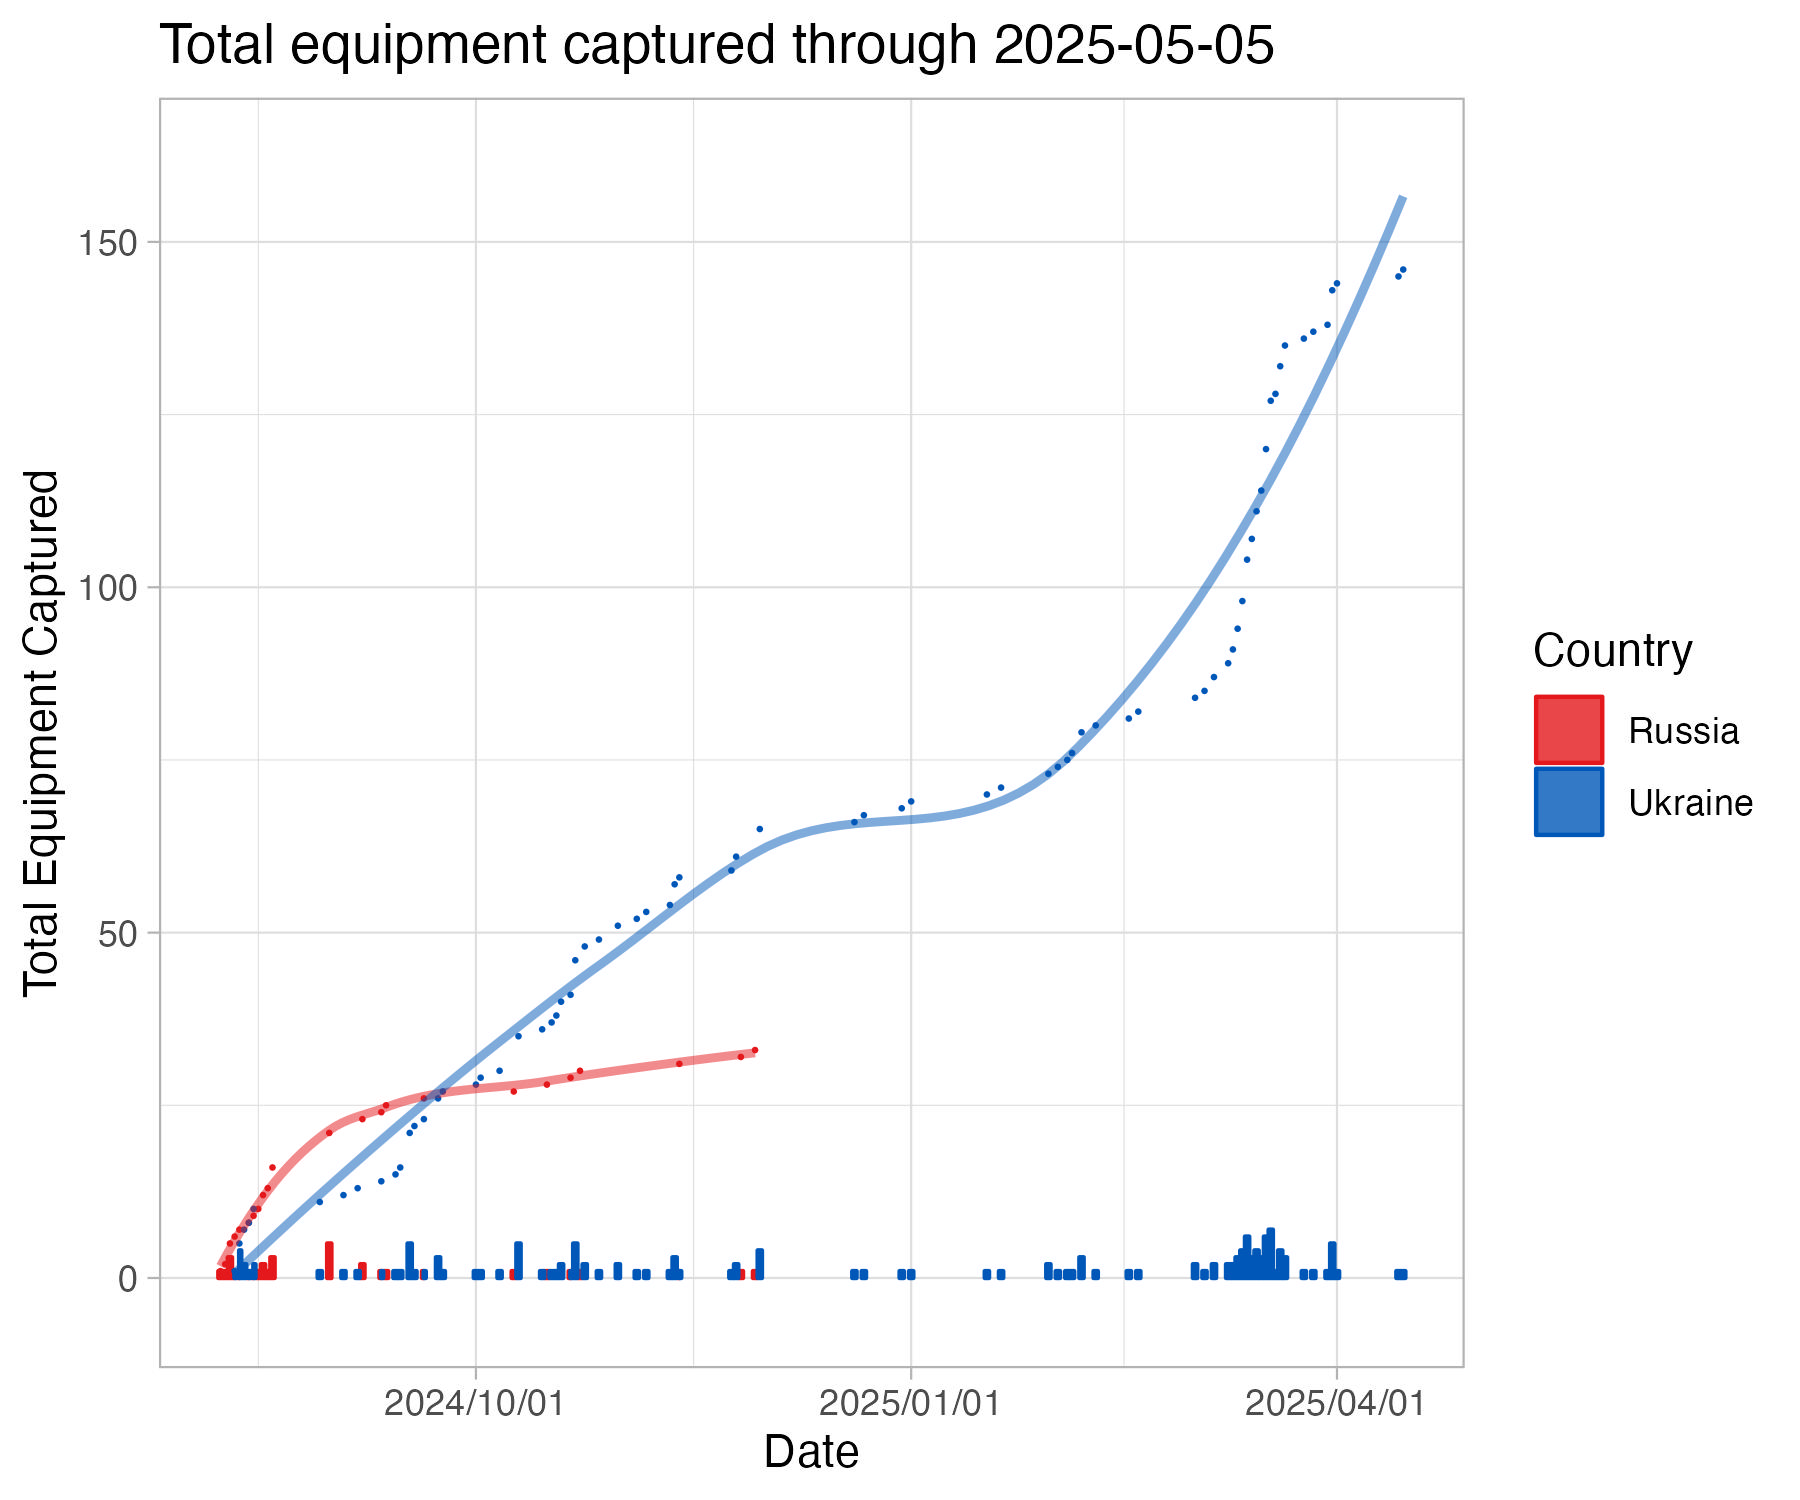 Total equipment captured through 2025-05-05
Total Equipment Captured
150
100
50
0
2024/10/01
2025/01/01
2025/04/01
Date
Country
Russia
Ukraine